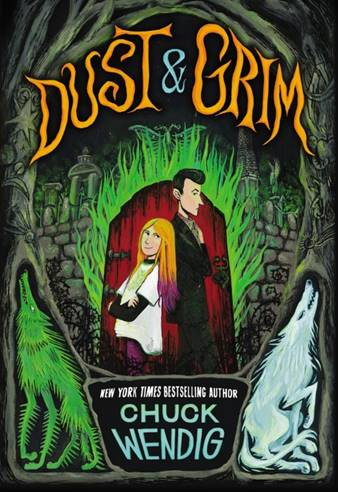 DUST & GRIM
NEW YORK TIMES BESTSELLING AUTHOR
CHUCK
WENDIG